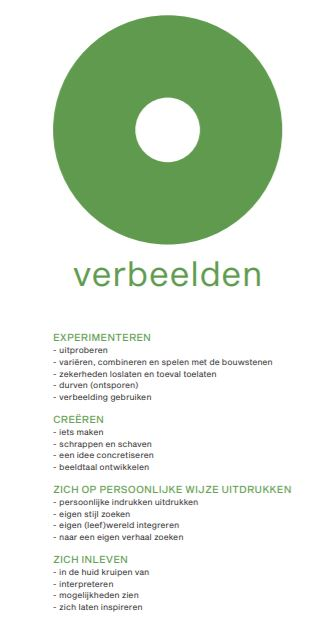 verbeelden
EXPERIMENTEREN
- uitproberen
- variëren, combineren en spelen met de bouwstenen
- zekerheden loslaten en toeval toelaten
- durven (ontsporen)
- verbeelding gebruiken
CREËREN
- iets maken
- schrappen en schaven
- een idee concretiseren
- beeldtaal ontwikkelen
ZICH OP PERSOONLIJKE WIJZE UITDRUKKEN
- persoonlijke indrukken uitdrukken
- eigen stijl zoeken
- eigen (leef)wereld integreren
- naar een eigen verhaal zoeken
ZICH INLEVEN
- in de huid kruipen van
- interpreteren
- mogelijkheden zien
- zich laten inspireren